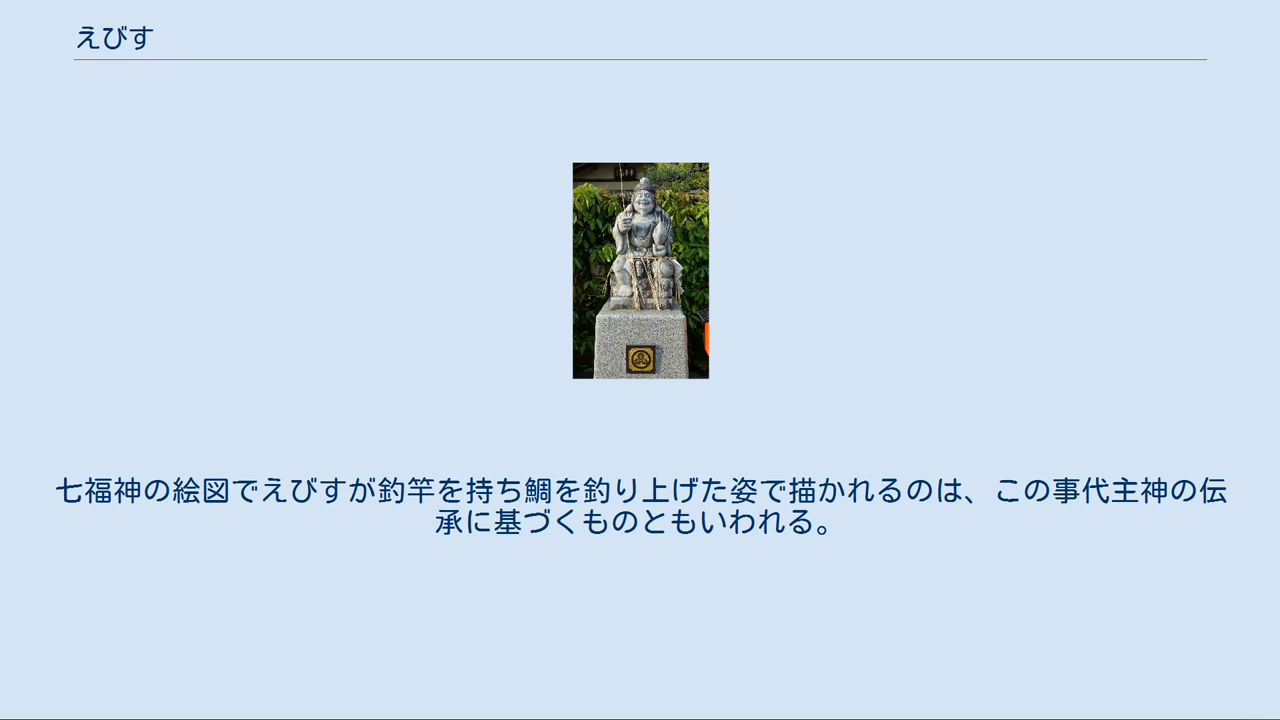 えびす
七福神の絵図でえびすが釣竿を持ち鯛を釣り上げた姿で描かれるのは、この事代主神の伝
承に基づくものともいわれる。